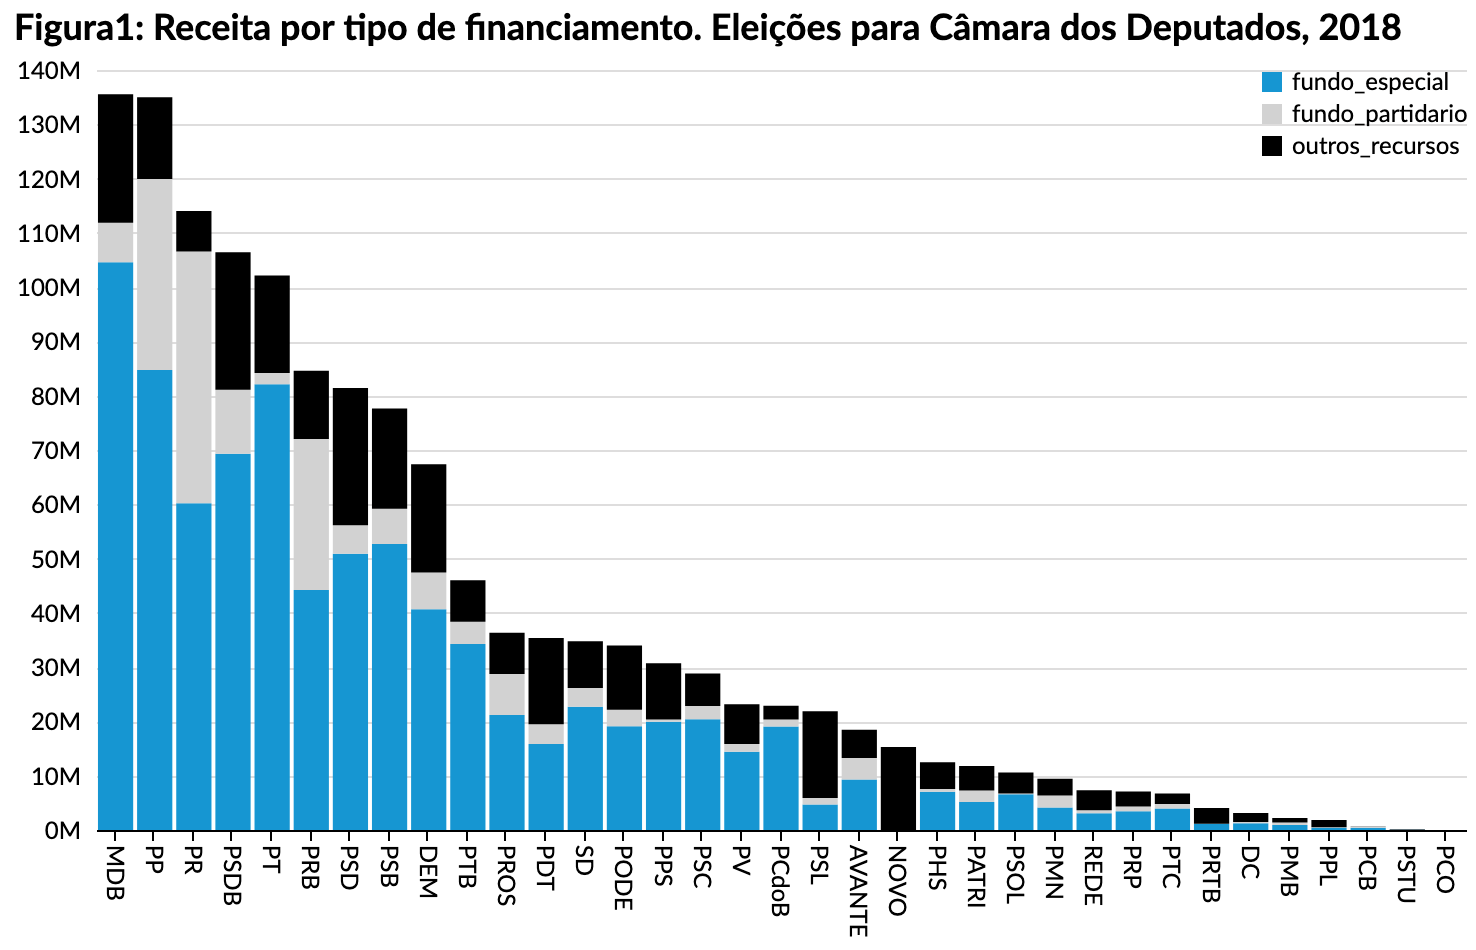 Figura1: Receita por tipo de financiamento. Eleições para Câmara dos Deputados, 2018
140M
130M
120M
110M
100M
90M
80M
70M
60M
50M
40M
30M
20M
10M
0M
fundo_especial
fundo_partidario
outros_recursos
MDB
PP
PR
PSDB
PT
PRB
PSD
PSB
DEM
PTB
PROS
PDT
SD
PODE
PPS
PSC
PV
PCdoB
PSL
AVANTE
NOVO
PHS
PATRI
PSOL
PMN
REDE
PRP
PTC
PRTB
DC
PMB
PPL
PCB
PSTU
PCO